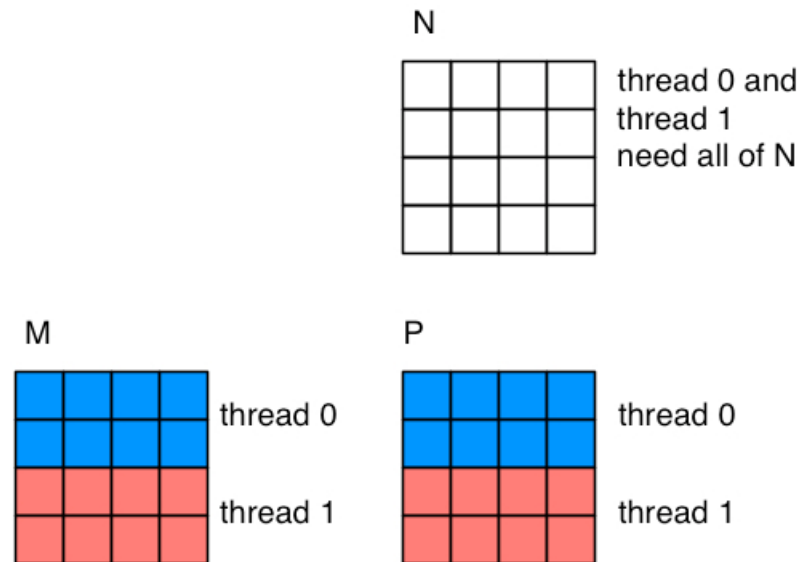 N
thread 0 and
thread 1
need all of N
M
P
thread 0
thread 0
thread 1
thread 1